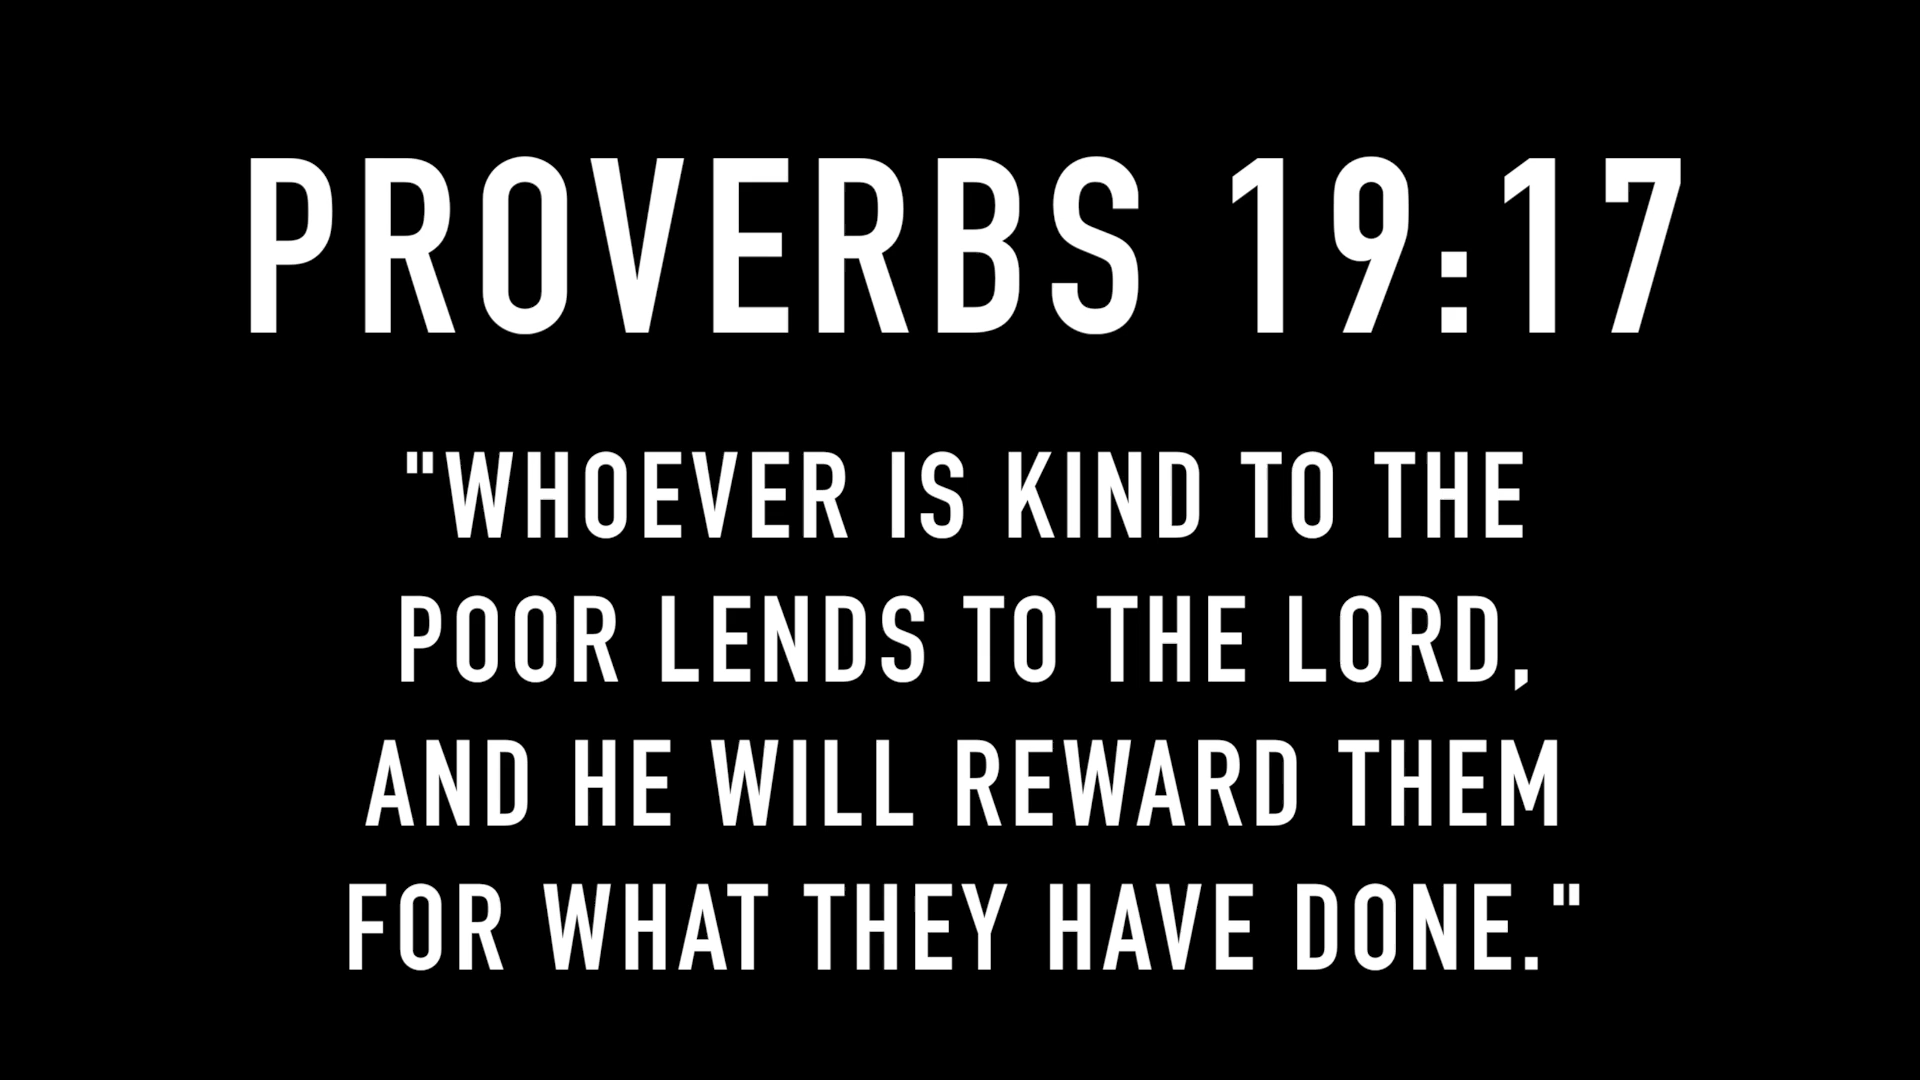 PROVERBS 19:17
"WHOEVER IS KIND TO THE
POOR LENDS TO THE LORD,
AND HE WILL REWARD THEM
FOR WHAT THEY HAVE DONE."